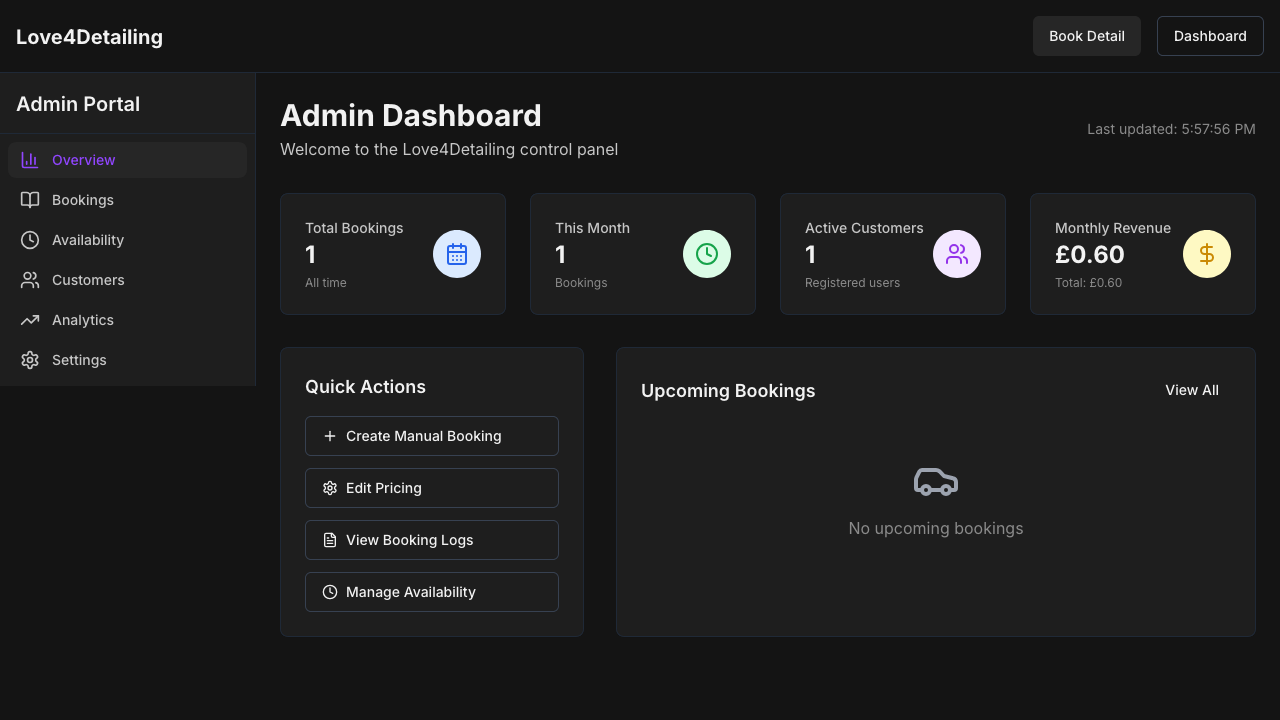 Love4Detailing
Book Detail
Dashboard
Admin Portal
Overview
Bookings
Availability
Customers
Analytics
Settings
Admin Dashboard
Welcome to the Love4Detailing control panel
Last updated: 5:57:56 PM
Total Bookings
1
All time
This Month
1
Bookings
Active Customers
1
Registered users
Monthly Revenue
£0.60
Total: £0.60
Quick Actions
Create Manual Booking
Edit Pricing
View Booking Logs
Manage Availability
Upcoming Bookings
View All
No upcoming bookings